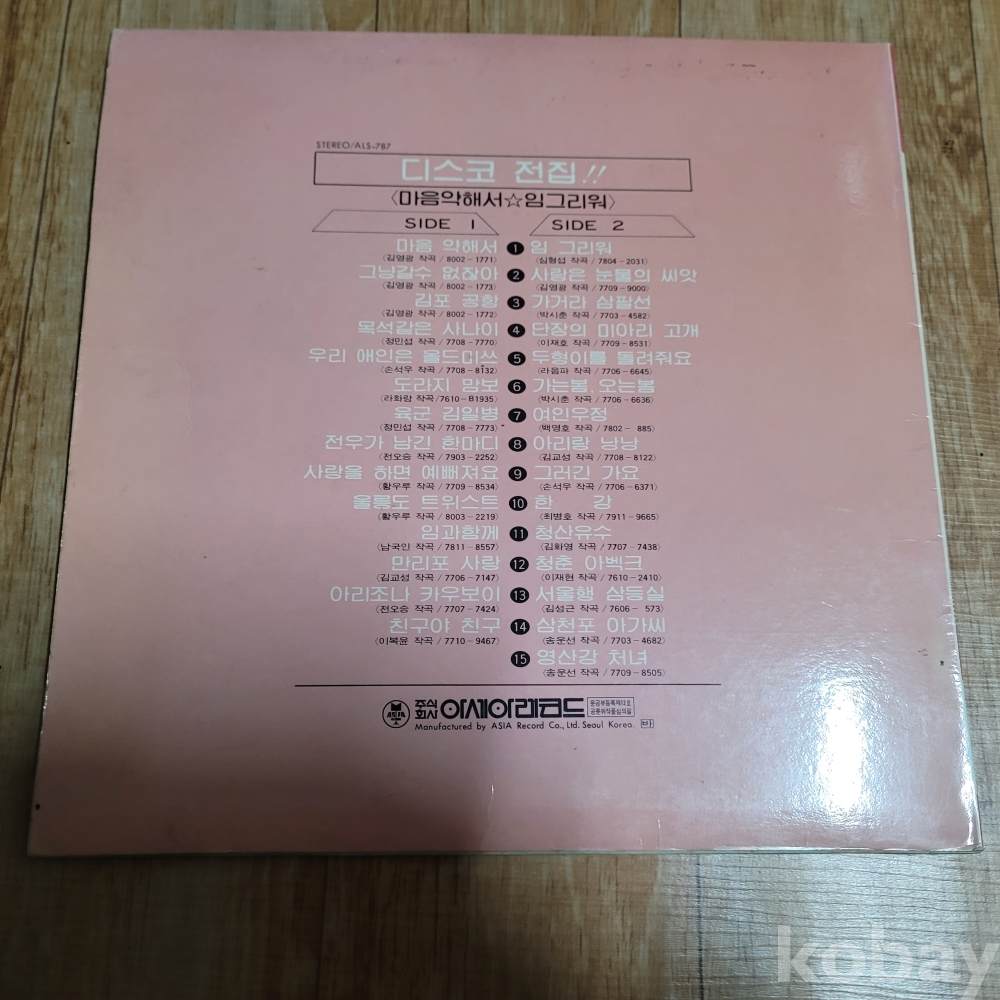 STEREO/ALS-787
디스코 전집!!
〈마음약해서☆임그리워〉
SIDE 1 SIDE 2
마음 약해서 1 임 그리워
(김영광 작곡/8002-1771) (심형섭 작곡/7804-2031)
그냥갈수 없잖아 2 사랑은 눈물의 씨앗
(김영광 작곡/8002-1773) (김영광 작곡/7709-9000)
김포 공항 3 가거라 삼팔선
(김영광 작곡/8002-1772) (박시춘 작곡/7703-4582)
목석같은 사나이 4 단장의 미아리 고개
(정민섭 작곡/7708-7770) (이재호 작곡/7709-8531)
우리 애인은 올드미쓰 5 두형이를 돌려줘요
(손석우 작곡/7708-8132) (라음파 작곡/7706-6645)
도라지 맘보 6 가는봄, 오는봄
(라화랑 작곡/7610-B1935) (박시춘 작곡/7706-6636)
육군 김일병 7 여인우정
(정민섭 작곡/7708-7773) (백영호 작곡/7802- 885)
전우가 남긴 한마디 8 아리랑 낭낭
(전오승 작곡/7903-2252) (김교성 작곡/7708-8122)
사랑을 하면 예뻐져요 9 그러긴 가요
(황우루 작곡/7709-8534) (손석우 작곡/7706-6371)
울릉도 트위스트 10 한 강
(황우루 작곡/8003-2219) (최병호 작곡/7911-9665)
임과함께 11 청산유수
(남국인 작곡/7811-8557) (김화영 작곡/7707-7438)
만리포 사랑 12 청춘 아벡크
(김교성 작곡/7706-7147) (이재현 작곡/7610-2410)
아리조나 카우보이 13 서울행 삼등실
(전오승 작곡/7707-7424) (김성근 작곡/7606- 573)
친구야 친구 14 삼천포 아가씨
(이복윤 작곡/7710-9467) (송운선 작곡/7703-4682)
15 영산강 처녀
(송운선 작곡/7709-8505)
ASIA 주식회사 아세아레코드
Manufactured by ASIA Record Co., Ltd. Seoul Korea. 바
kobay